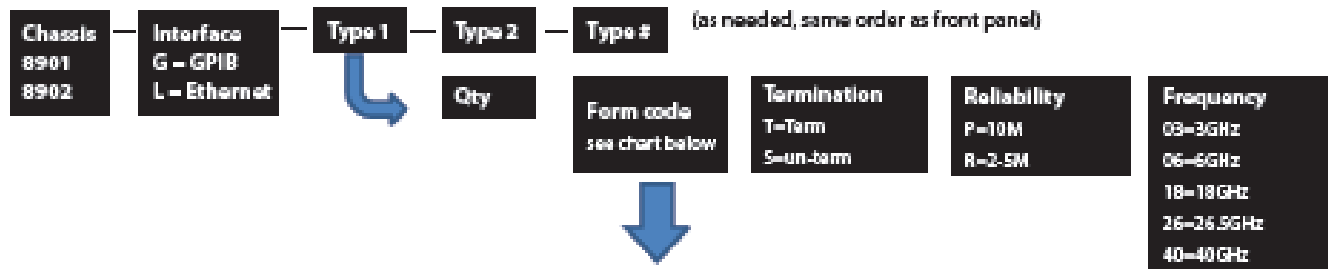 Chassis
8901
8902
Interface
G – GPIB
L – Ethernet
Type 1
Type 2
Type #
(as needed, same order as front panel)
Qty
Form code
see chart below
Termination
T=Term
S=un-term
Reliability
P=10M
R=2-5M
Frequency
03=3GHz
06=6GHz
18=18GHz
26=26.5GHz
40=40GHz